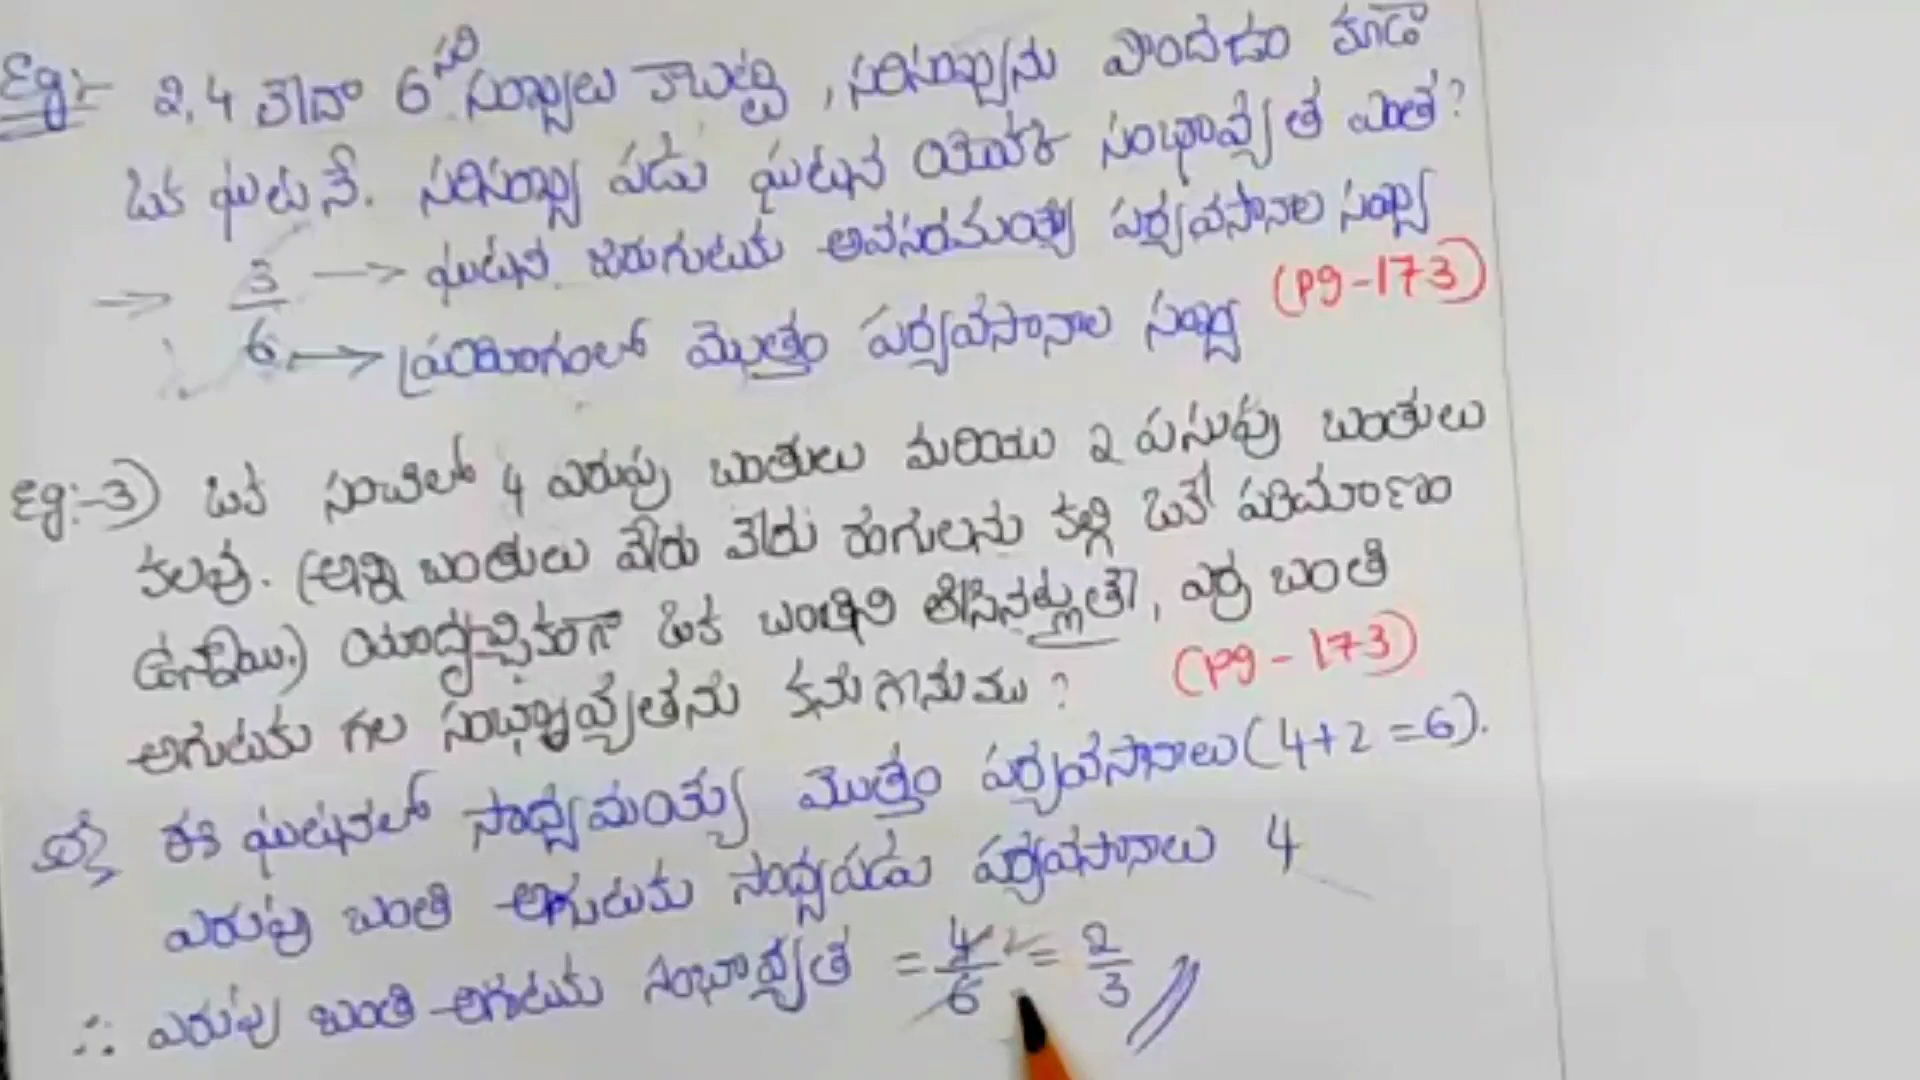 Eg:- 2, 4 లేదా 6 సరి సంఖ్యలు కాబట్టి, సరిసంఖ్యను పొందడం కూడా
ఒక ఘటనే. సరిసంఖ్య పడు ఘటన యొక్క సంభావ్యత ఎంత?
→ 3 → ఘటన జరుగుటకు అవసరమయ్యే పర్యవసానాల సంఖ్య
6 → ప్రయోగంలో మొత్తం పర్యవసానాల సంఖ్య (pg-173)
Eg:-3) ఒక సంచిలో 4 ఎరుపు బంతులు మరియు 2 పసుపు బంతులు
కలవు. (అన్ని బంతులు వేరు వేరు రంగులను కల్గి ఒకే పరిమాణం
ఉన్నాయి.) యాదృచ్ఛికంగా ఒక బంతిని తీసినట్లైతే, ఎర్ర బంతి
అగుటకు గల సంభావ్యతను కనుగొనుము? (pg-173)
ఈ ఘటనలో సాధ్యమయ్యే మొత్తం పర్యవసానాలు (4+2=6).
ఎరుపు బంతి అగుటకు సాధ్యపడు పర్యవసానాలు 4
∴ ఎరుపు బంతి అగుటకు సంభావ్యత = 4/6 = 2/3 //